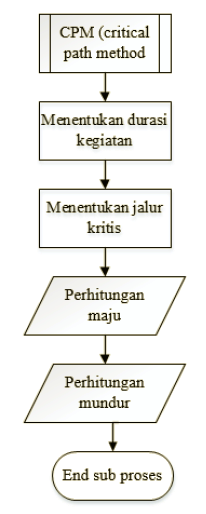 CPM (critical
path method
Menentukan durasi
kegiatan
Menentukan jalur
kritis
Perhitungan
maju
Perhitungan
mundur
End sub proses